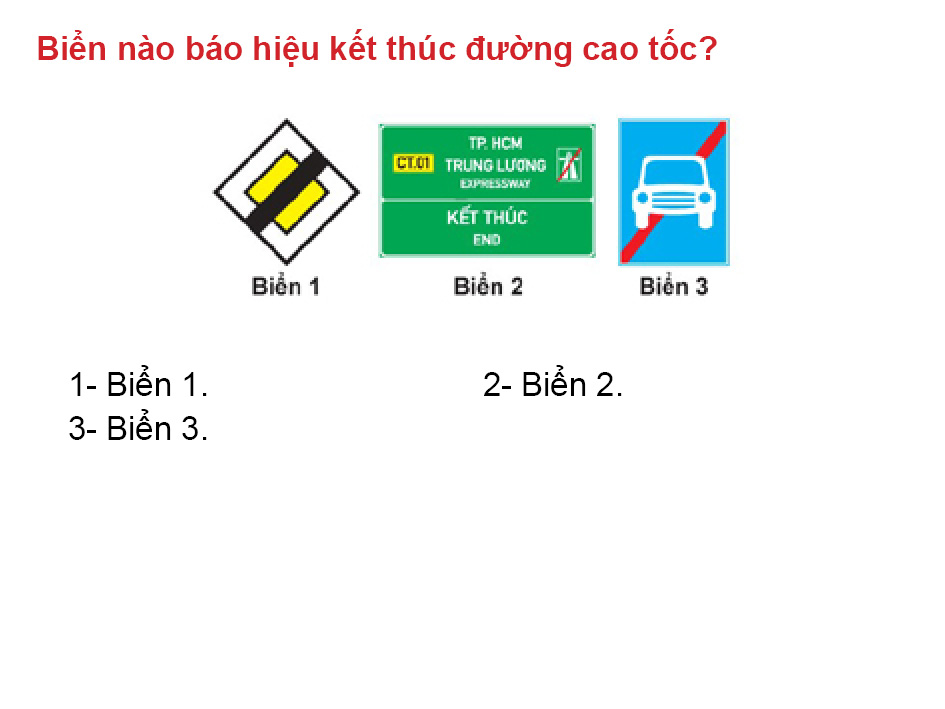 Biển nào báo hiệu kết thúc đường cao tốc?
TP. HCM
CT.01 TRUNG LƯƠNG
EXPRESSWAY
KẾT THÚC
END
Biển 1 Biển 2 Biển 3
1- Biển 1. 2- Biển 2.
3- Biển 3.